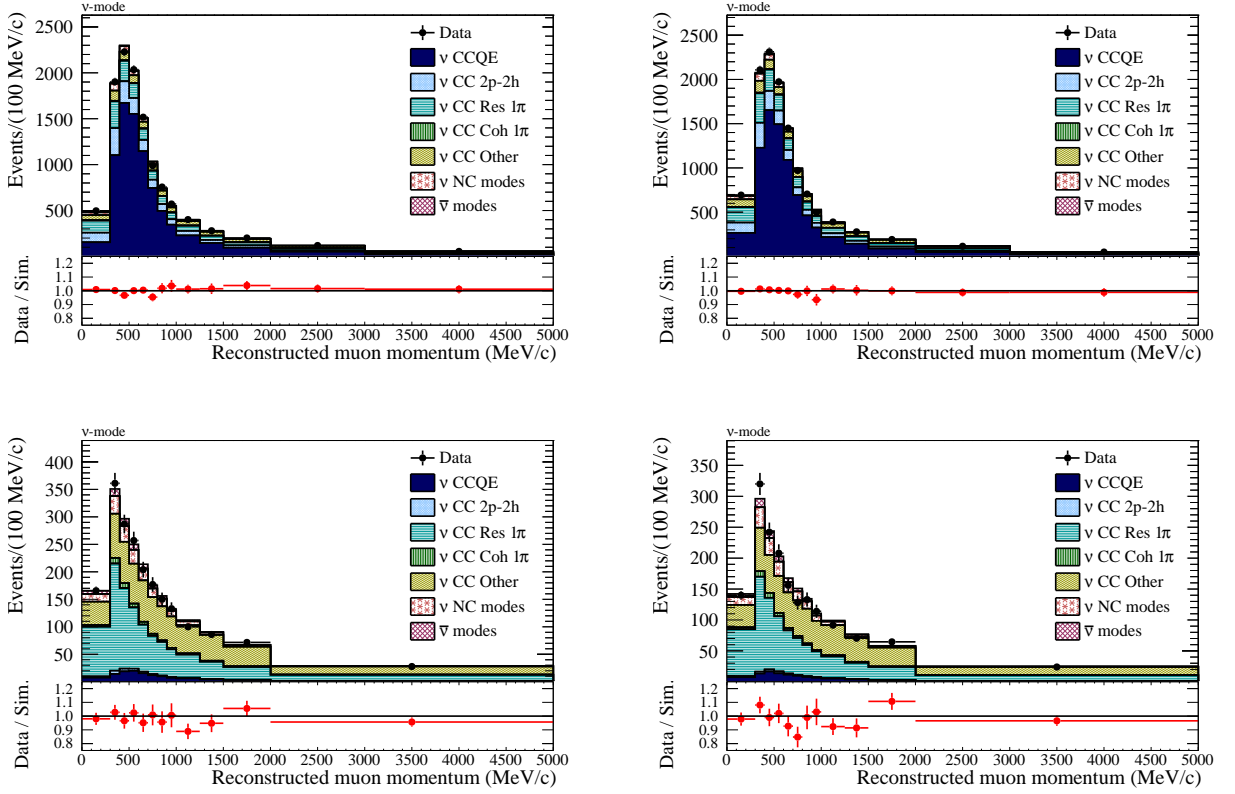 ν-mode
Events/(100 MeV/c)
2500
2000
1500
1000
500
Data
ν CCQE
ν CC 2p-2h
ν CC Res 1π
ν CC Coh 1π
ν CC Other
ν NC modes
ν̅ modes
Data / Sim.
1.2
1.1
1.0
0.9
0.8
0 500 1000 1500 2000 2500 3000 3500 4000 4500 5000
Reconstructed muon momentum (MeV/c)
ν-mode
Events/(100 MeV/c)
2500
2000
1500
1000
500
Data
ν CCQE
ν CC 2p-2h
ν CC Res 1π
ν CC Coh 1π
ν CC Other
ν NC modes
ν̅ modes
Data / Sim.
1.2
1.1
1.0
0.9
0.8
0 500 1000 1500 2000 2500 3000 3500 4000 4500 5000
Reconstructed muon momentum (MeV/c)
ν-mode
Events/(100 MeV/c)
400
350
300
250
200
150
100
50
Data
ν CCQE
ν CC 2p-2h
ν CC Res 1π
ν CC Coh 1π
ν CC Other
ν NC modes
ν̅ modes
Data / Sim.
1.2
1.1
1.0
0.9
0.8
0 500 1000 1500 2000 2500 3000 3500 4000 4500 5000
Reconstructed muon momentum (MeV/c)
ν-mode
Events/(100 MeV/c)
350
300
250
200
150
100
50
Data
ν CCQE
ν CC 2p-2h
ν CC Res 1π
ν CC Coh 1π
ν CC Other
ν NC modes
ν̅ modes
Data / Sim.
1.2
1.1
1.0
0.9
0.8
0 500 1000 1500 2000 2500 3000 3500 4000 4500 5000
Reconstructed muon momentum (MeV/c)